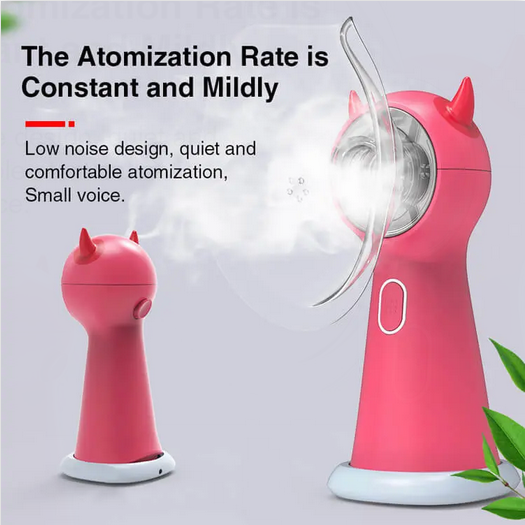 The Atomization Rate is
Constant and Mildly
Low noise design, quiet and
comfortable atomization,
Small voice.